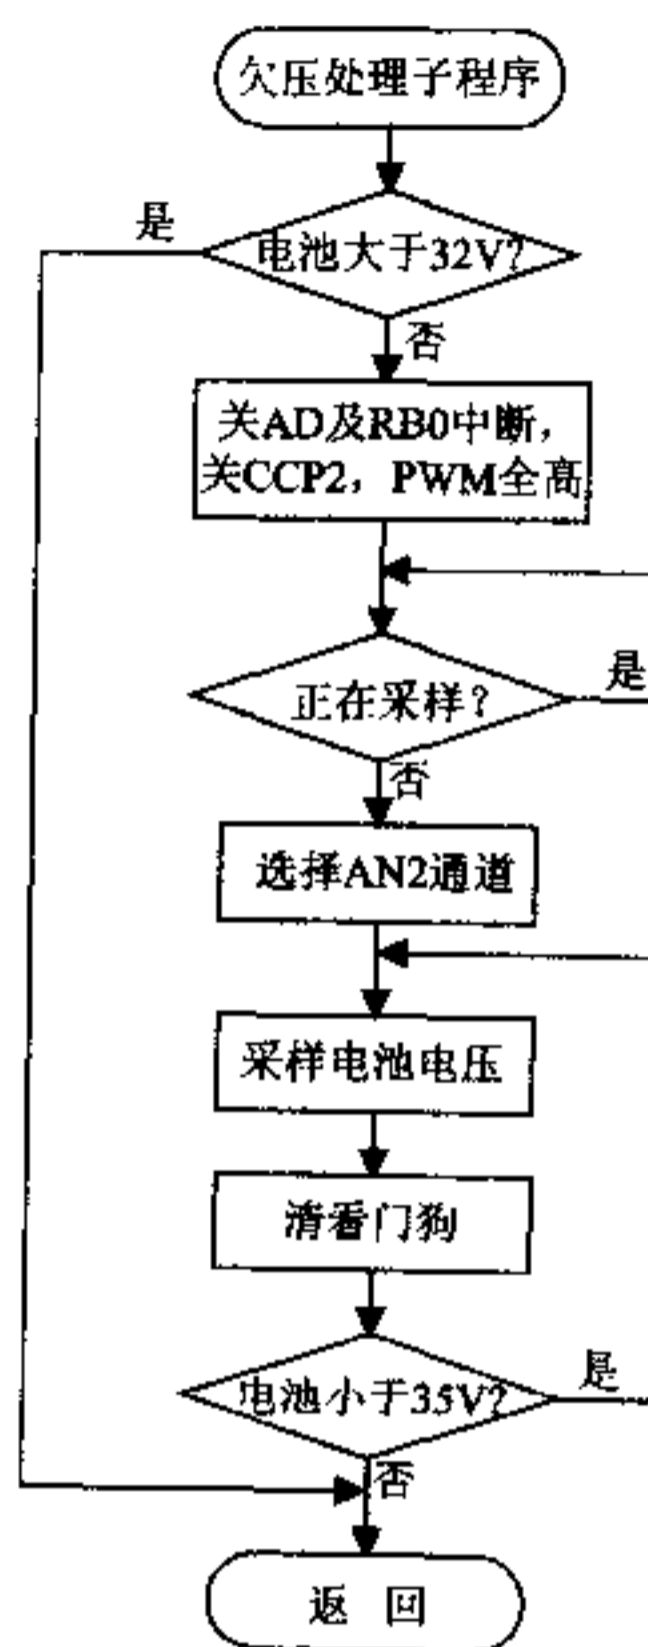 欠压处理子程序
是
电池大于32V?
否
关AD及RB0中断，
关CCP2，PWM全高
是
正在采样？
否
选择AN2通道
采样电池电压
清看门狗
是
电池小于35V?
否
返 回